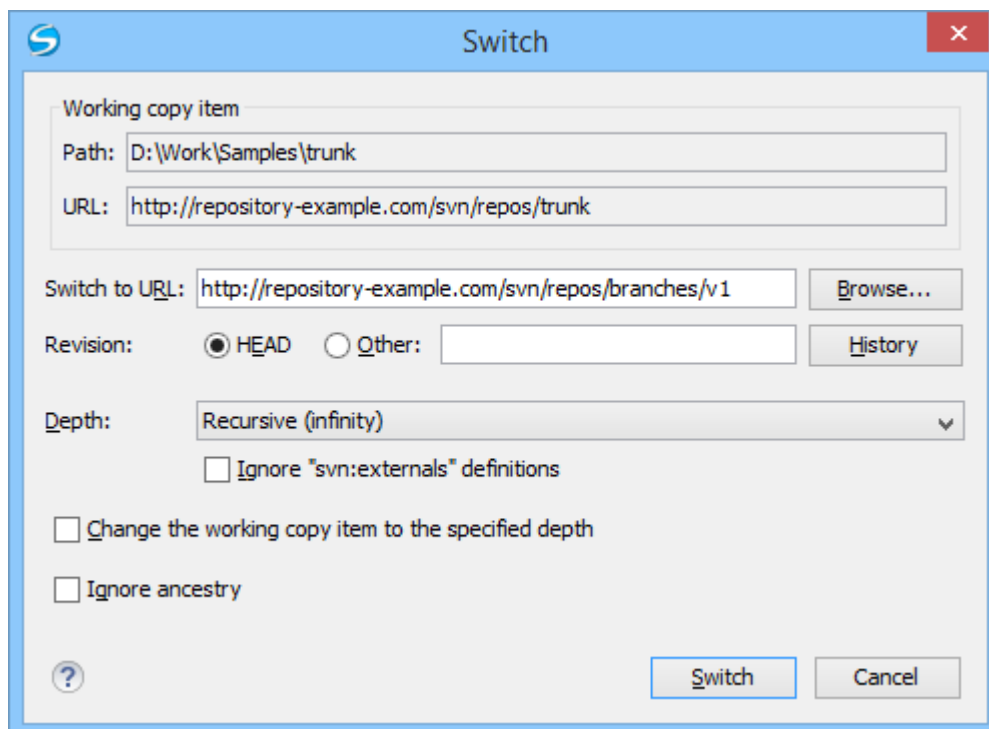 Switch
Working copy item
Path: D:\Work\Samples\trunk
URL: http://repository-example.com/svn/repos/trunk
Switch to URL: http://repository-example.com/svn/repos/branches/v1 Browse...
Revision: HEAD Other: History
Depth: Recursive (infinity)
Ignore "svn:externals" definitions
Change the working copy item to the specified depth
Ignore ancestry
? Switch Cancel